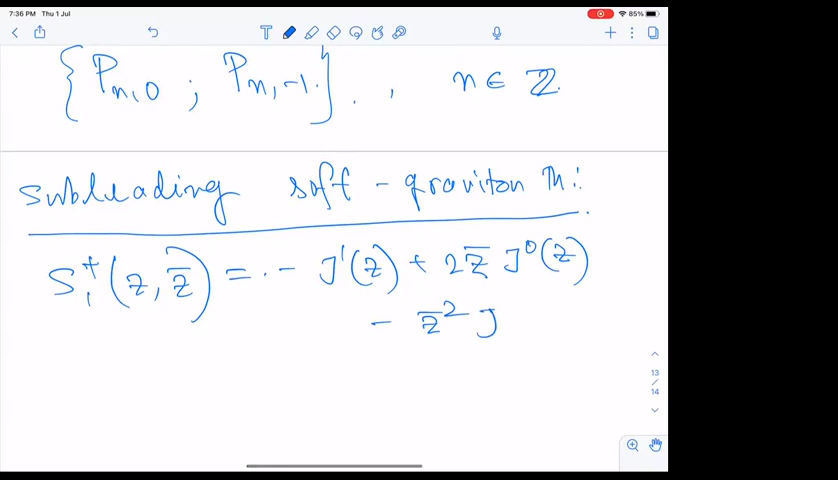 7:36 PM Thu 1 Jul 85%
{ P_{n,0} ; P_{n,-1} } . , n ∈ ℤ.
subleading soft - graviton Th:
S_1^+(z, z̄) = - J^1(z) + 2z̄ J^0(z)
- z̄^2 J
13
/
14